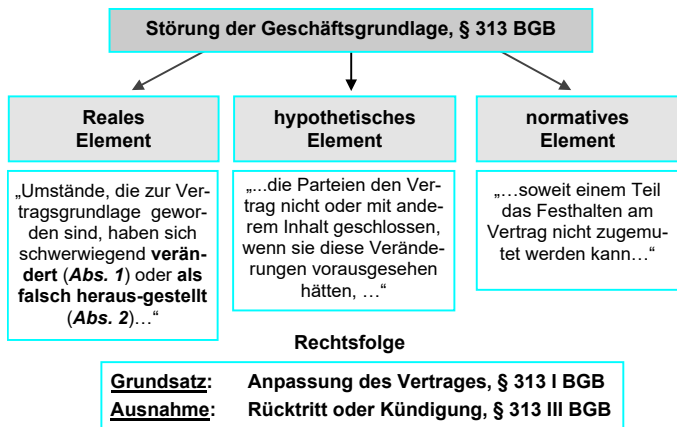 Störung der Geschäftsgrundlage, § 313 BGB
Reales
Element
„Umstände, die zur Ver-
tragsgrundlage gewor-
den sind, haben sich
schwerwiegend verän-
dert (Abs. 1) oder als
falsch heraus-gestellt
(Abs. 2)…“
hypothetisches
Element
„...die Parteien den Ver-
trag nicht oder mit ande-
rem Inhalt geschlossen,
wenn sie diese Verände-
rungen vorausgesehen
hätten, …“
normatives
Element
„…soweit einem Teil
das Festhalten am
Vertrag nicht zugemu-
tet werden kann…“
Rechtsfolge
Grundsatz: Anpassung des Vertrages, § 313 I BGB
Ausnahme: Rücktritt oder Kündigung, § 313 III BGB